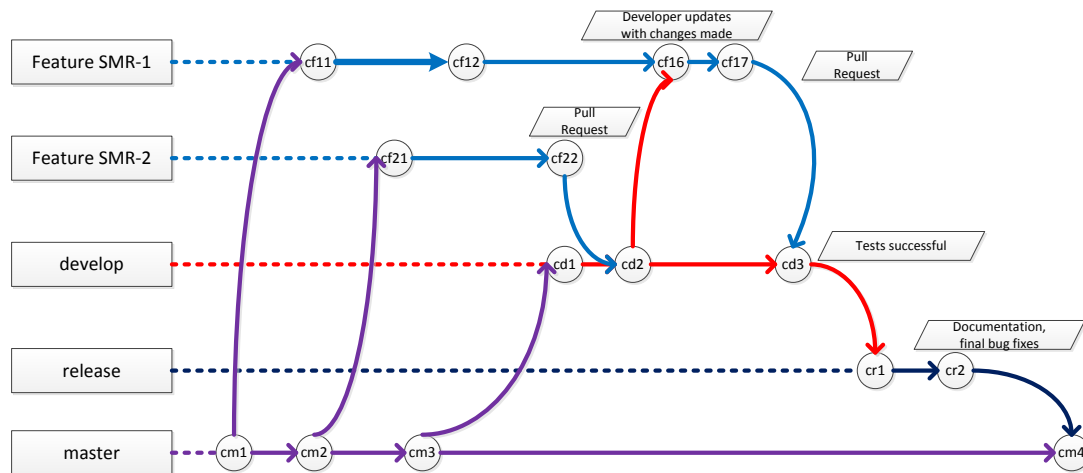 Developer updates
with changes made
Feature SMR-1
cf11
cf12
cf16
cf17
Pull
Request
Pull
Request
Feature SMR-2
cf21
cf22
develop
cd1
cd2
cd3
Tests successful
Documentation,
final bug fixes
release
cr1
cr2
master
cm1
cm2
cm3
cm4